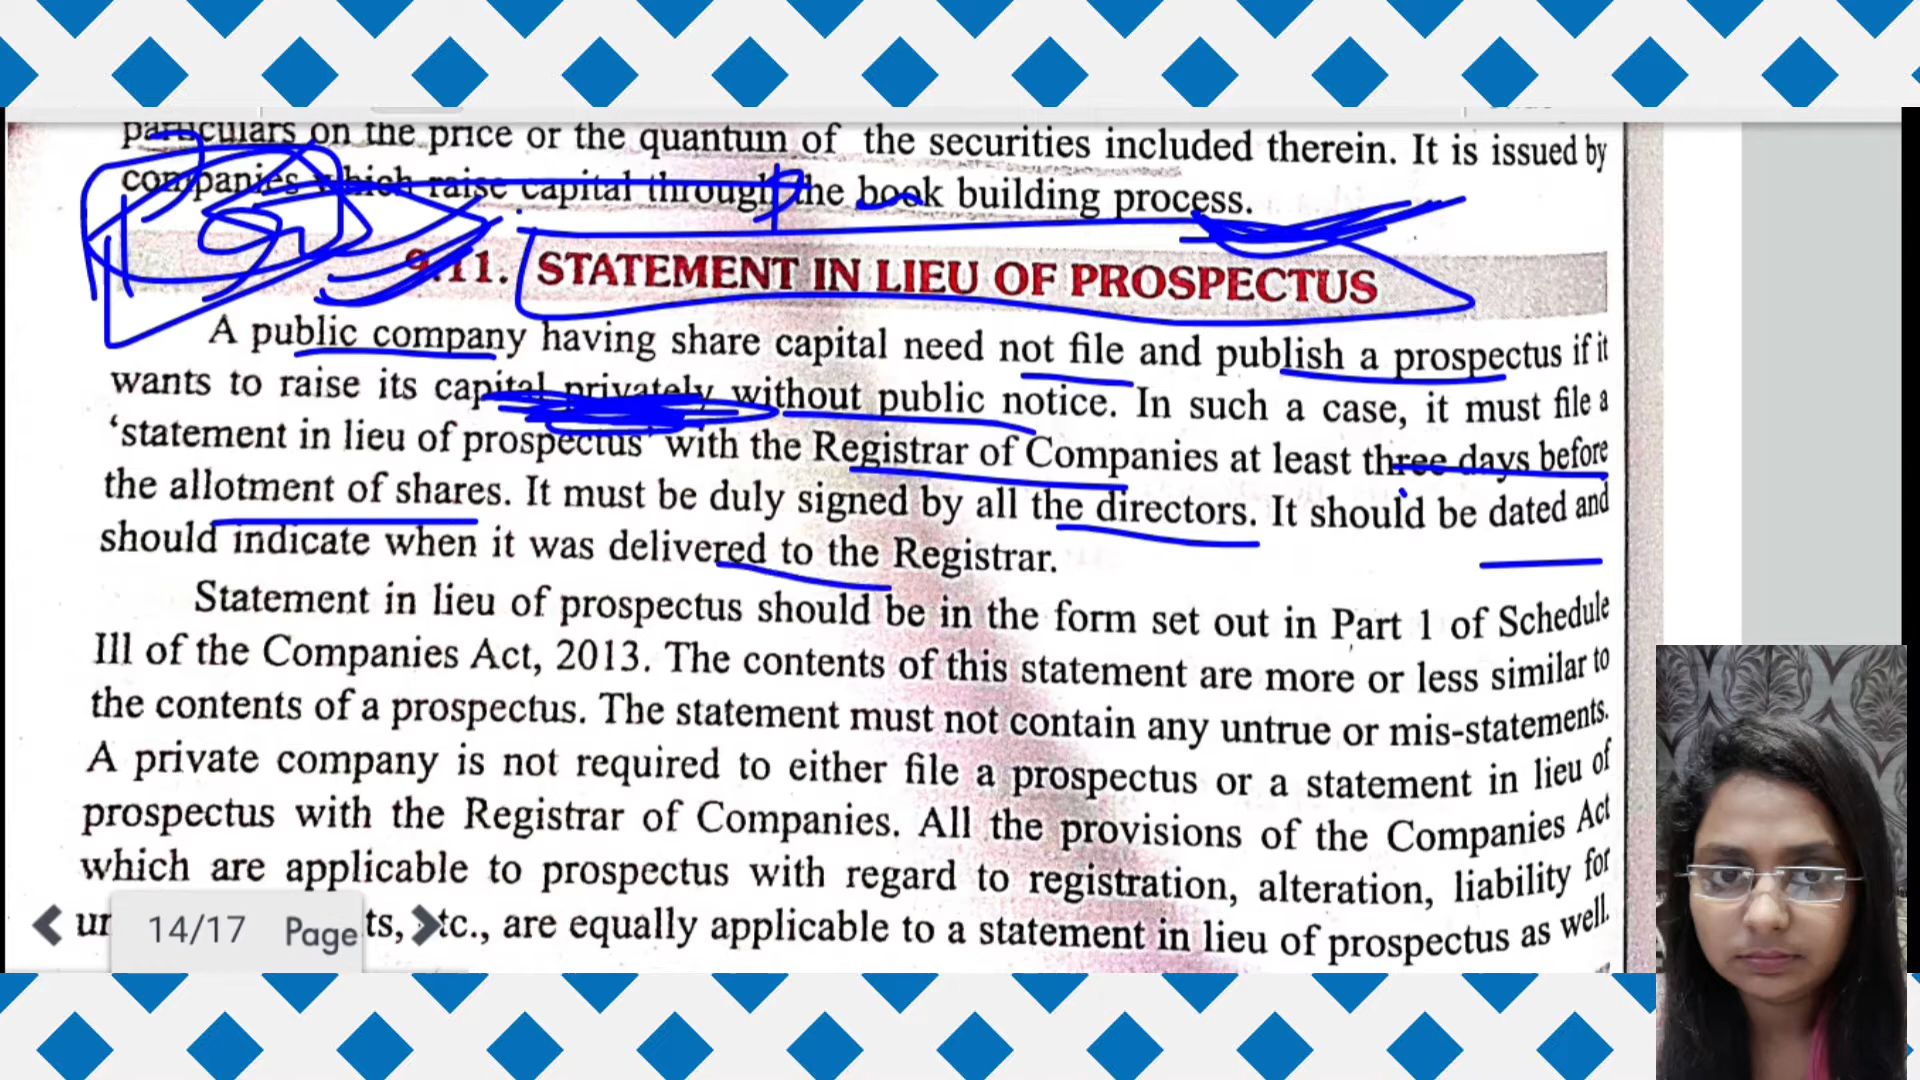 particulars on the price or the quantum of the securities included therein. It is issued by
companies which raise capital through the book building process.
9.11. STATEMENT IN LIEU OF PROSPECTUS
A public company having share capital need not file and publish a prospectus if it
wants to raise its capital privately without public notice. In such a case, it must file a
‘statement in lieu of prospectus’ with the Registrar of Companies at least three days before
the allotment of shares. It must be duly signed by all the directors. It should be dated and
should indicate when it was delivered to the Registrar.
Statement in lieu of prospectus should be in the form set out in Part 1 of Schedule
Ill of the Companies Act, 2013. The contents of this statement are more or less similar to
the contents of a prospectus. The statement must not contain any untrue or mis-statements.
A private company is not required to either file a prospectus or a statement in lieu of
prospectus with the Registrar of Companies. All the provisions of the Companies Act
which are applicable to prospectus with regard to registration, alteration, liability for
ur ts, etc., are equally applicable to a statement in lieu of prospectus as well.
14/17 Page